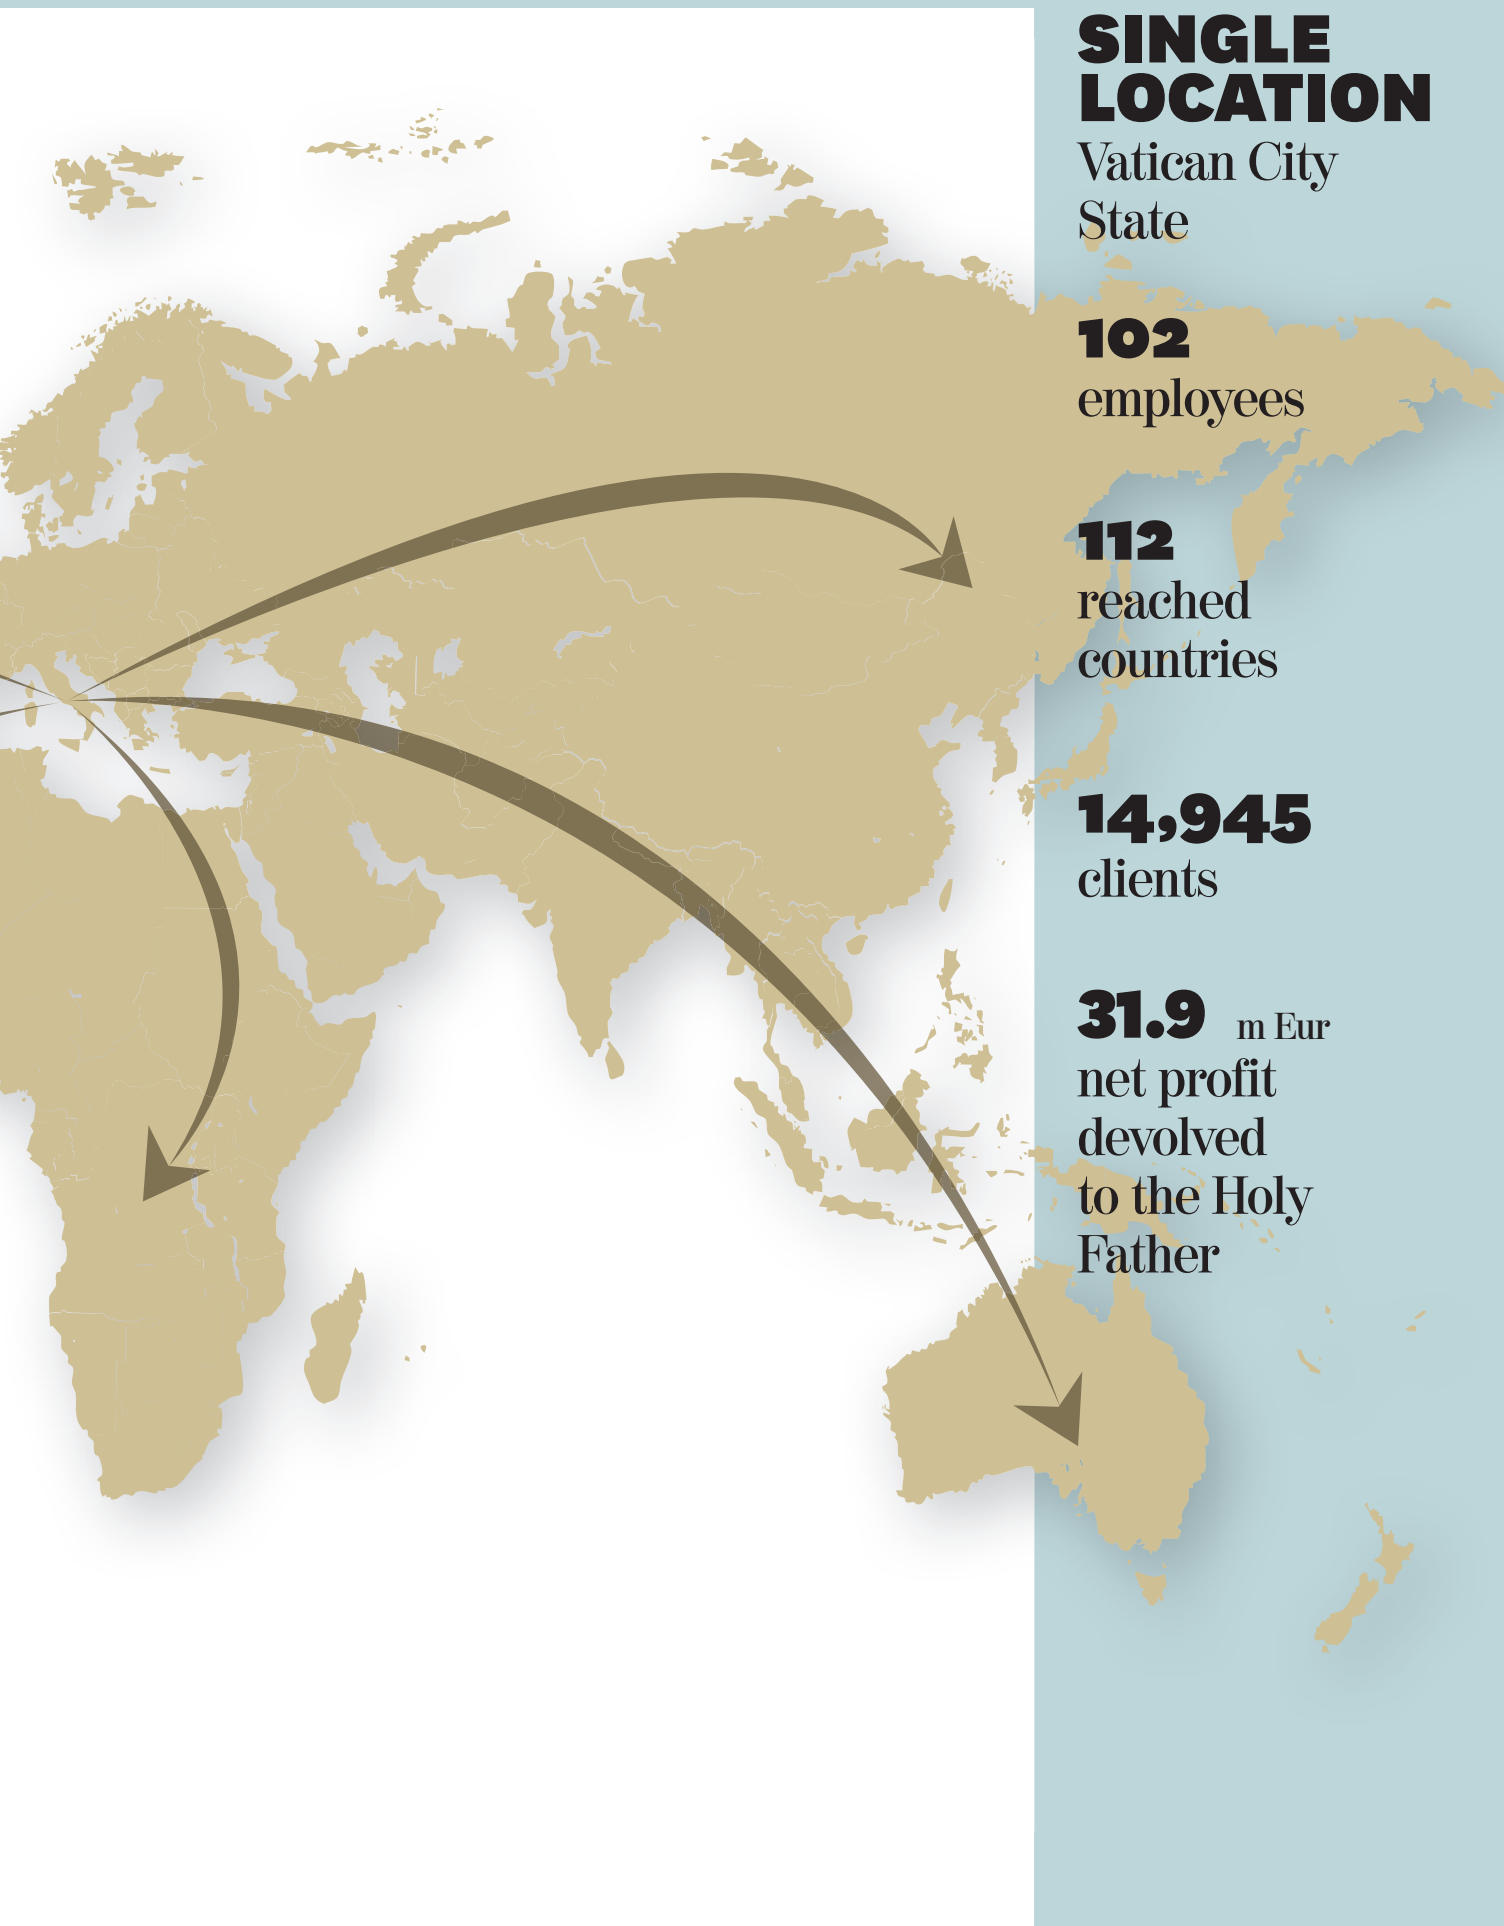 SINGLE
LOCATION
Vatican City
State
102
employees
112
reached
countries
14,945
clients
31.9 m Eur
net profit
devolved
to the Holy
Father